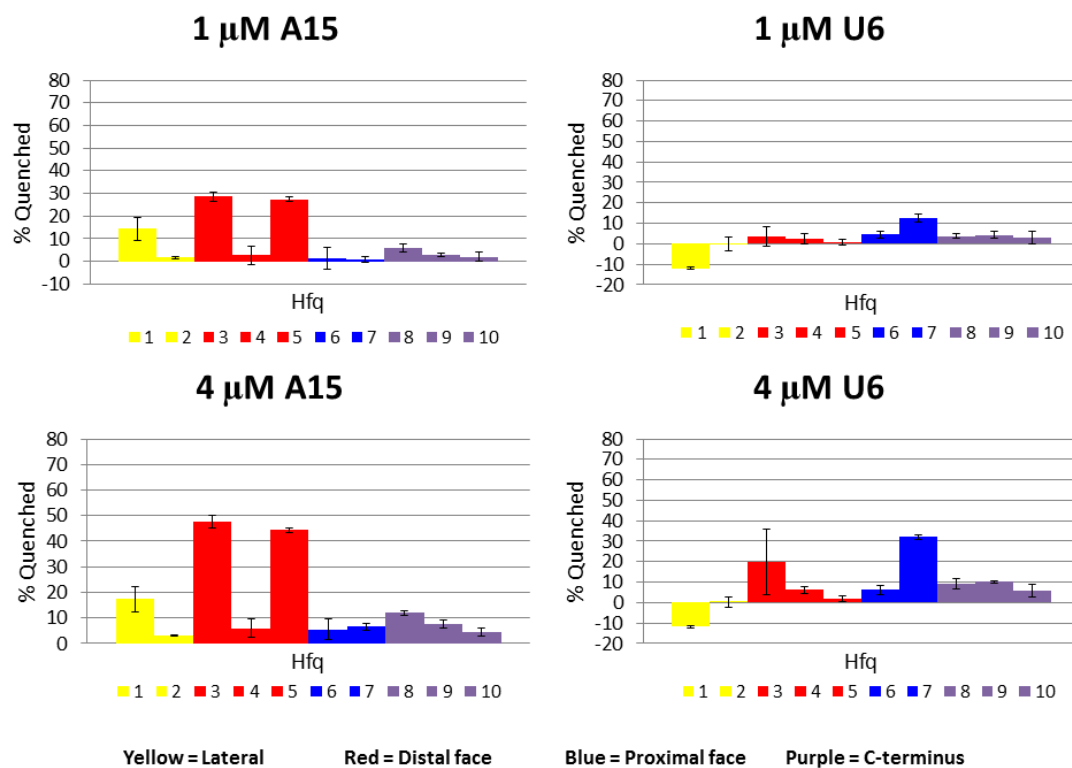 1 μM A15
80
70
60
50
40
30
20
10
0
-10
% Quenched
Hfq
1 2 3 4 5 6 7 8 9 10
1 μM U6
80
70
60
50
40
30
20
10
0
-10
-20
% Quenched
Hfq
1 2 3 4 5 6 7 8 9 10
4 μM A15
80
70
60
50
40
30
20
10
0
% Quenched
Hfq
1 2 3 4 5 6 7 8 9 10
4 μM U6
80
70
60
50
40
30
20
10
0
-10
-20
% Quenched
Hfq
1 2 3 4 5 6 7 8 9 10
Yellow = Lateral Red = Distal face Blue = Proximal face Purple = C-terminus